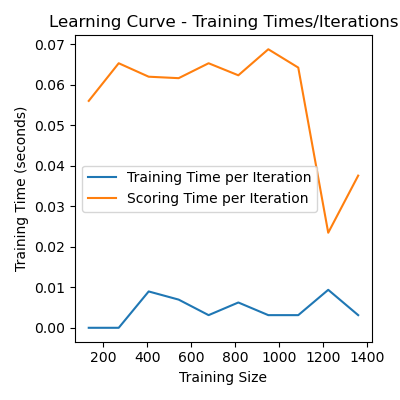 Learning Curve - Training Times/Iterations
Training Time (seconds)
0.07
0.06
0.05
0.04
0.03
0.02
0.01
0.00
Training Time per Iteration
Scoring Time per Iteration
200 400 600 800 1000 1200 1400
Training Size